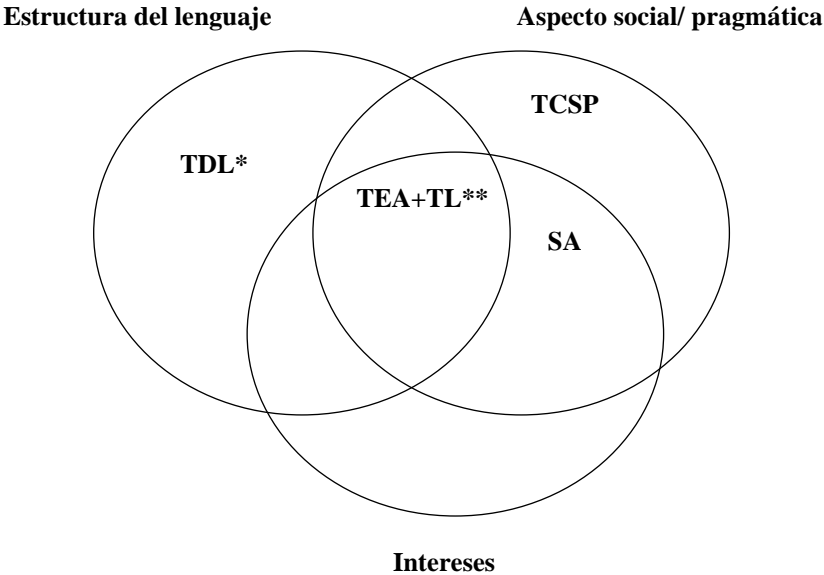 Estructura del lenguaje
Aspecto social/ pragmática
TCSP
TDL*
TEA+TL**
SA
Intereses